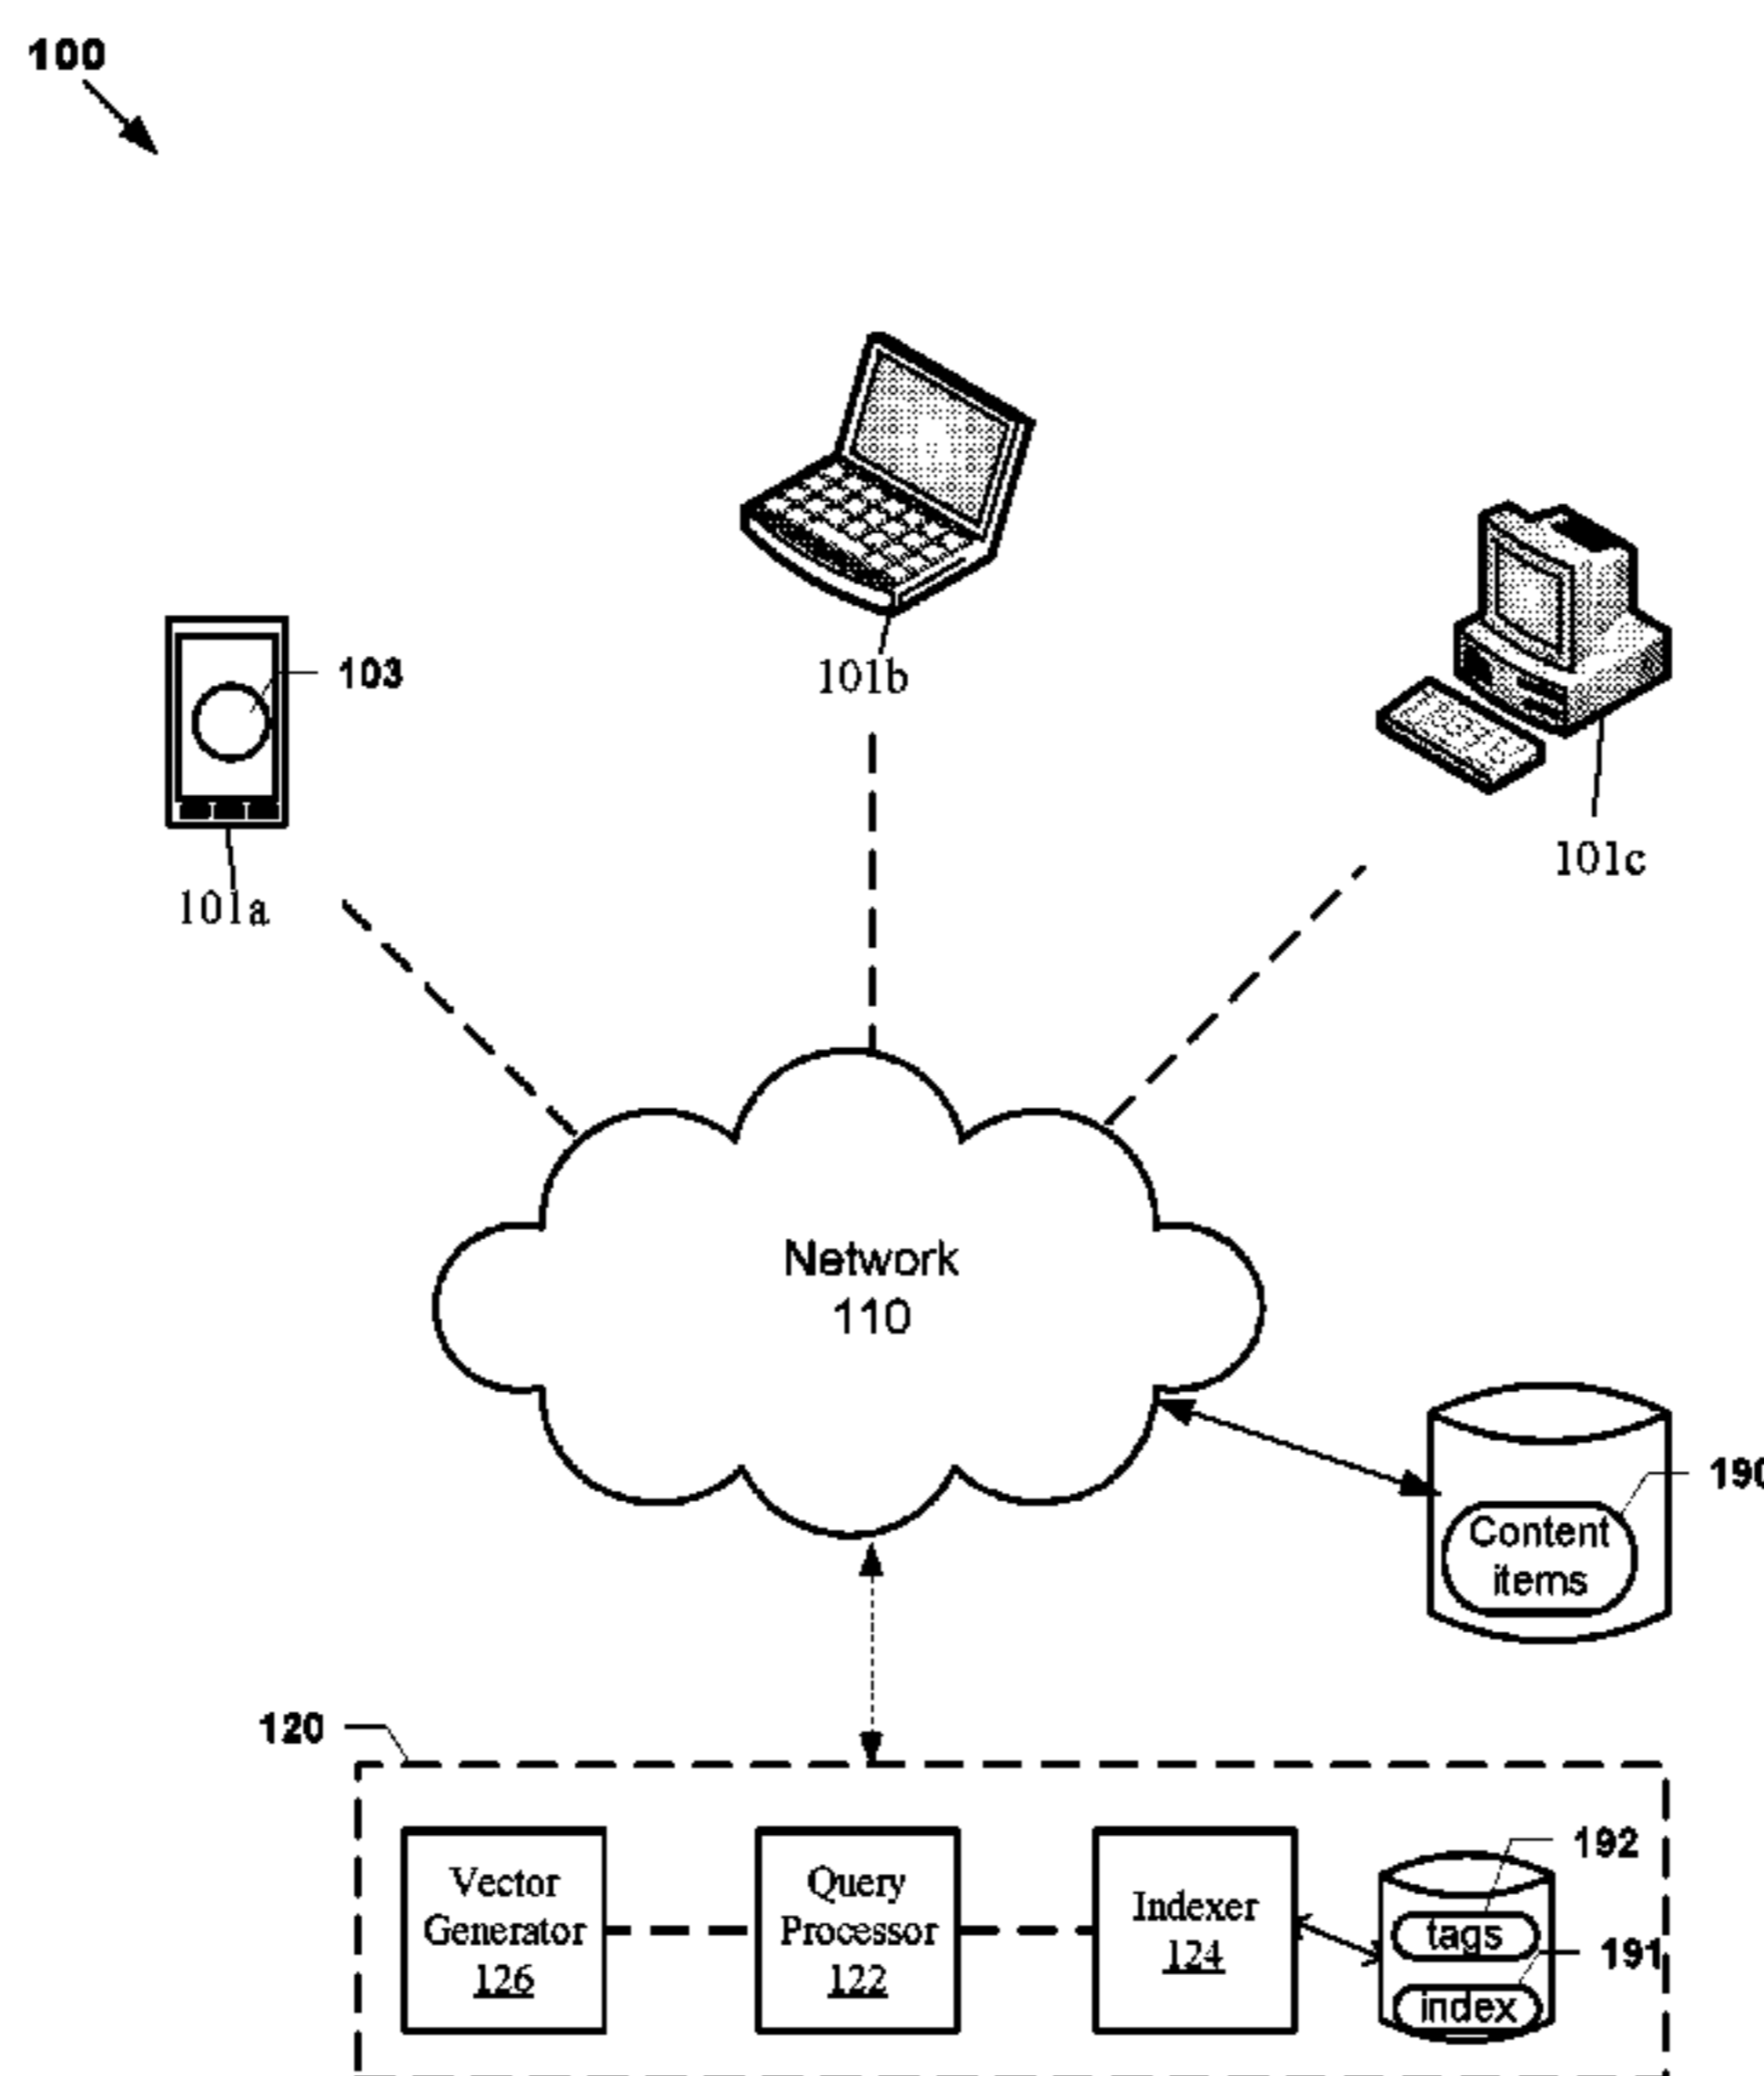 100
103
101b
101a
101c
Network
110
190
Content
items
120
Vector
Generator
126
Query
Processor
122
Indexer
124
192
tags
191
index